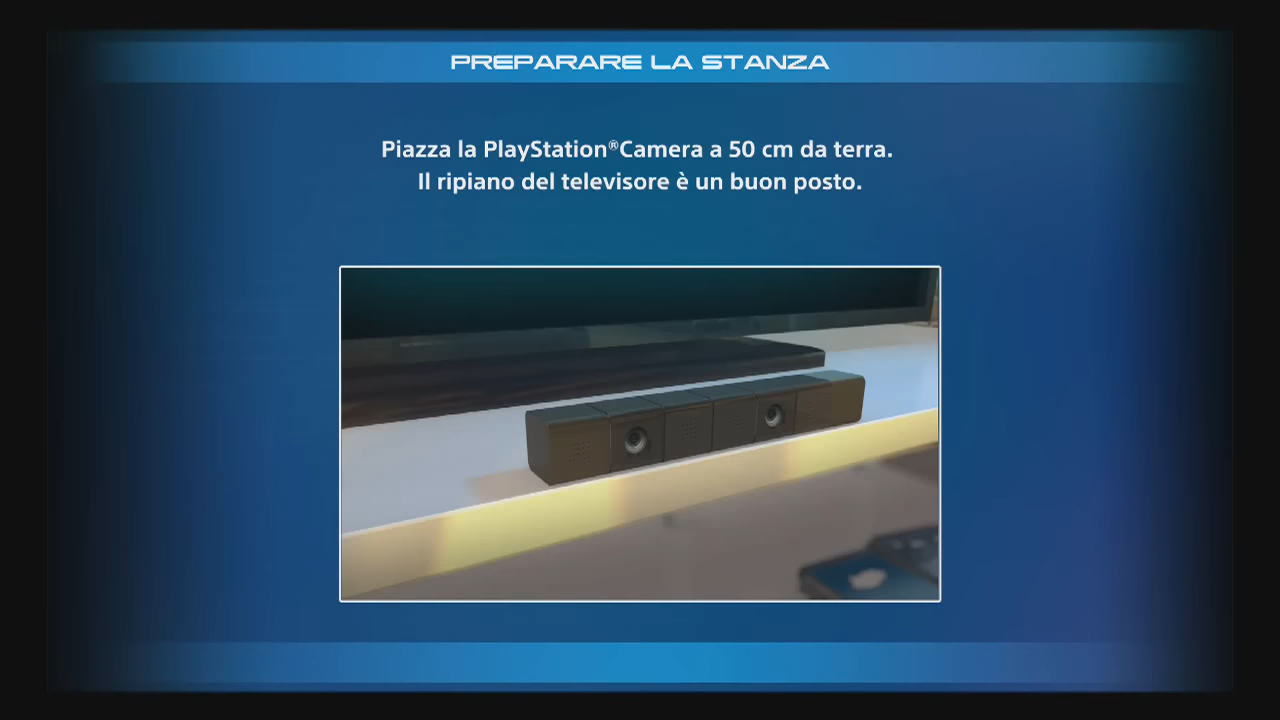 PREPARARE LA STANZA
Piazza la PlayStation®Camera a 50 cm da terra.
Il ripiano del televisore è un buon posto.